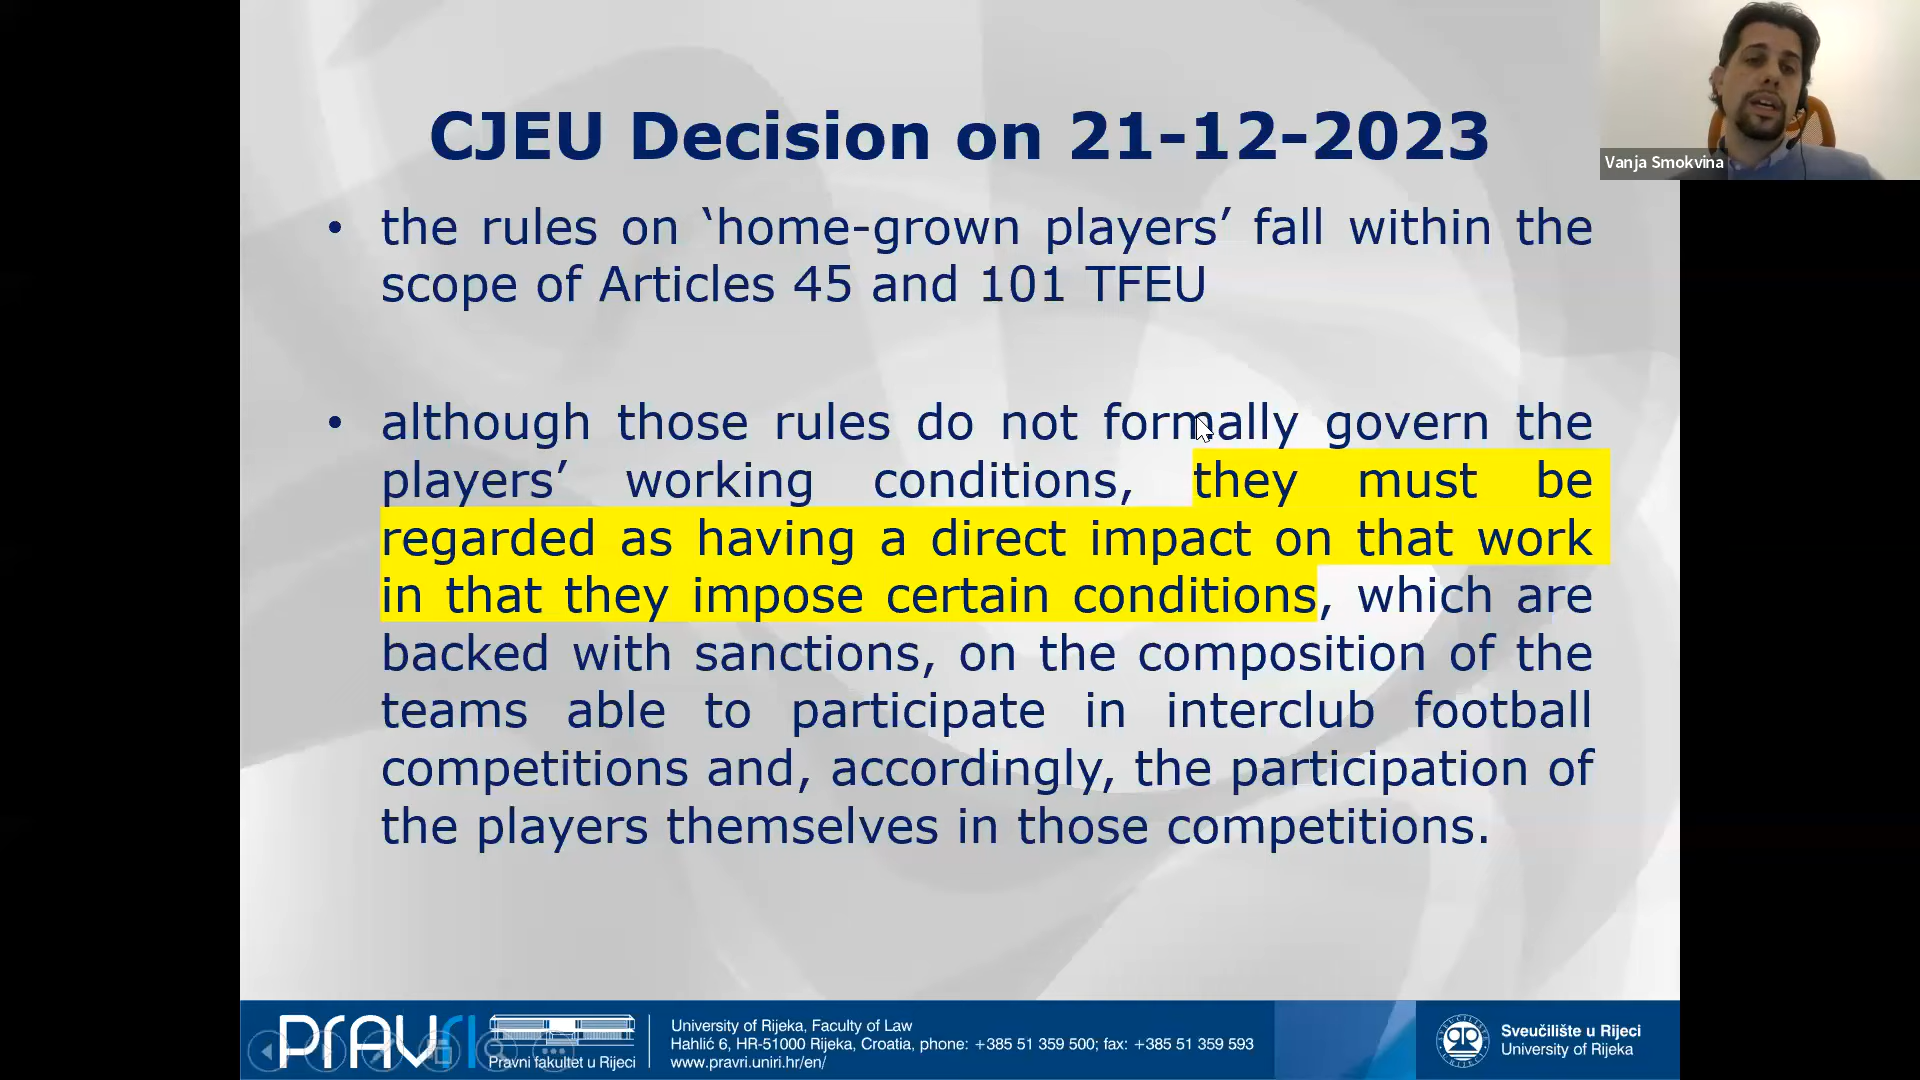 CJEU Decision on 21-12-2023
• the rules on ‘home-grown players’ fall within the
scope of Articles 45 and 101 TFEU
• although those rules do not formally govern the
players’ working conditions, they must be
regarded as having a direct impact on that work
in that they impose certain conditions, which are
backed with sanctions, on the composition of the
teams able to participate in interclub football
competitions and, accordingly, the participation of
the players themselves in those competitions.
Vanja Smokvina
PRAVRI
Pravni fakultet u Rijeci
University of Rijeka, Faculty of Law
Hahlić 6, HR-51000 Rijeka, Croatia, phone: +385 51 359 500; fax: +385 51 359 593
www.pravri.uniri.hr/en/
Sveučilište u Rijeci
University of Rijeka